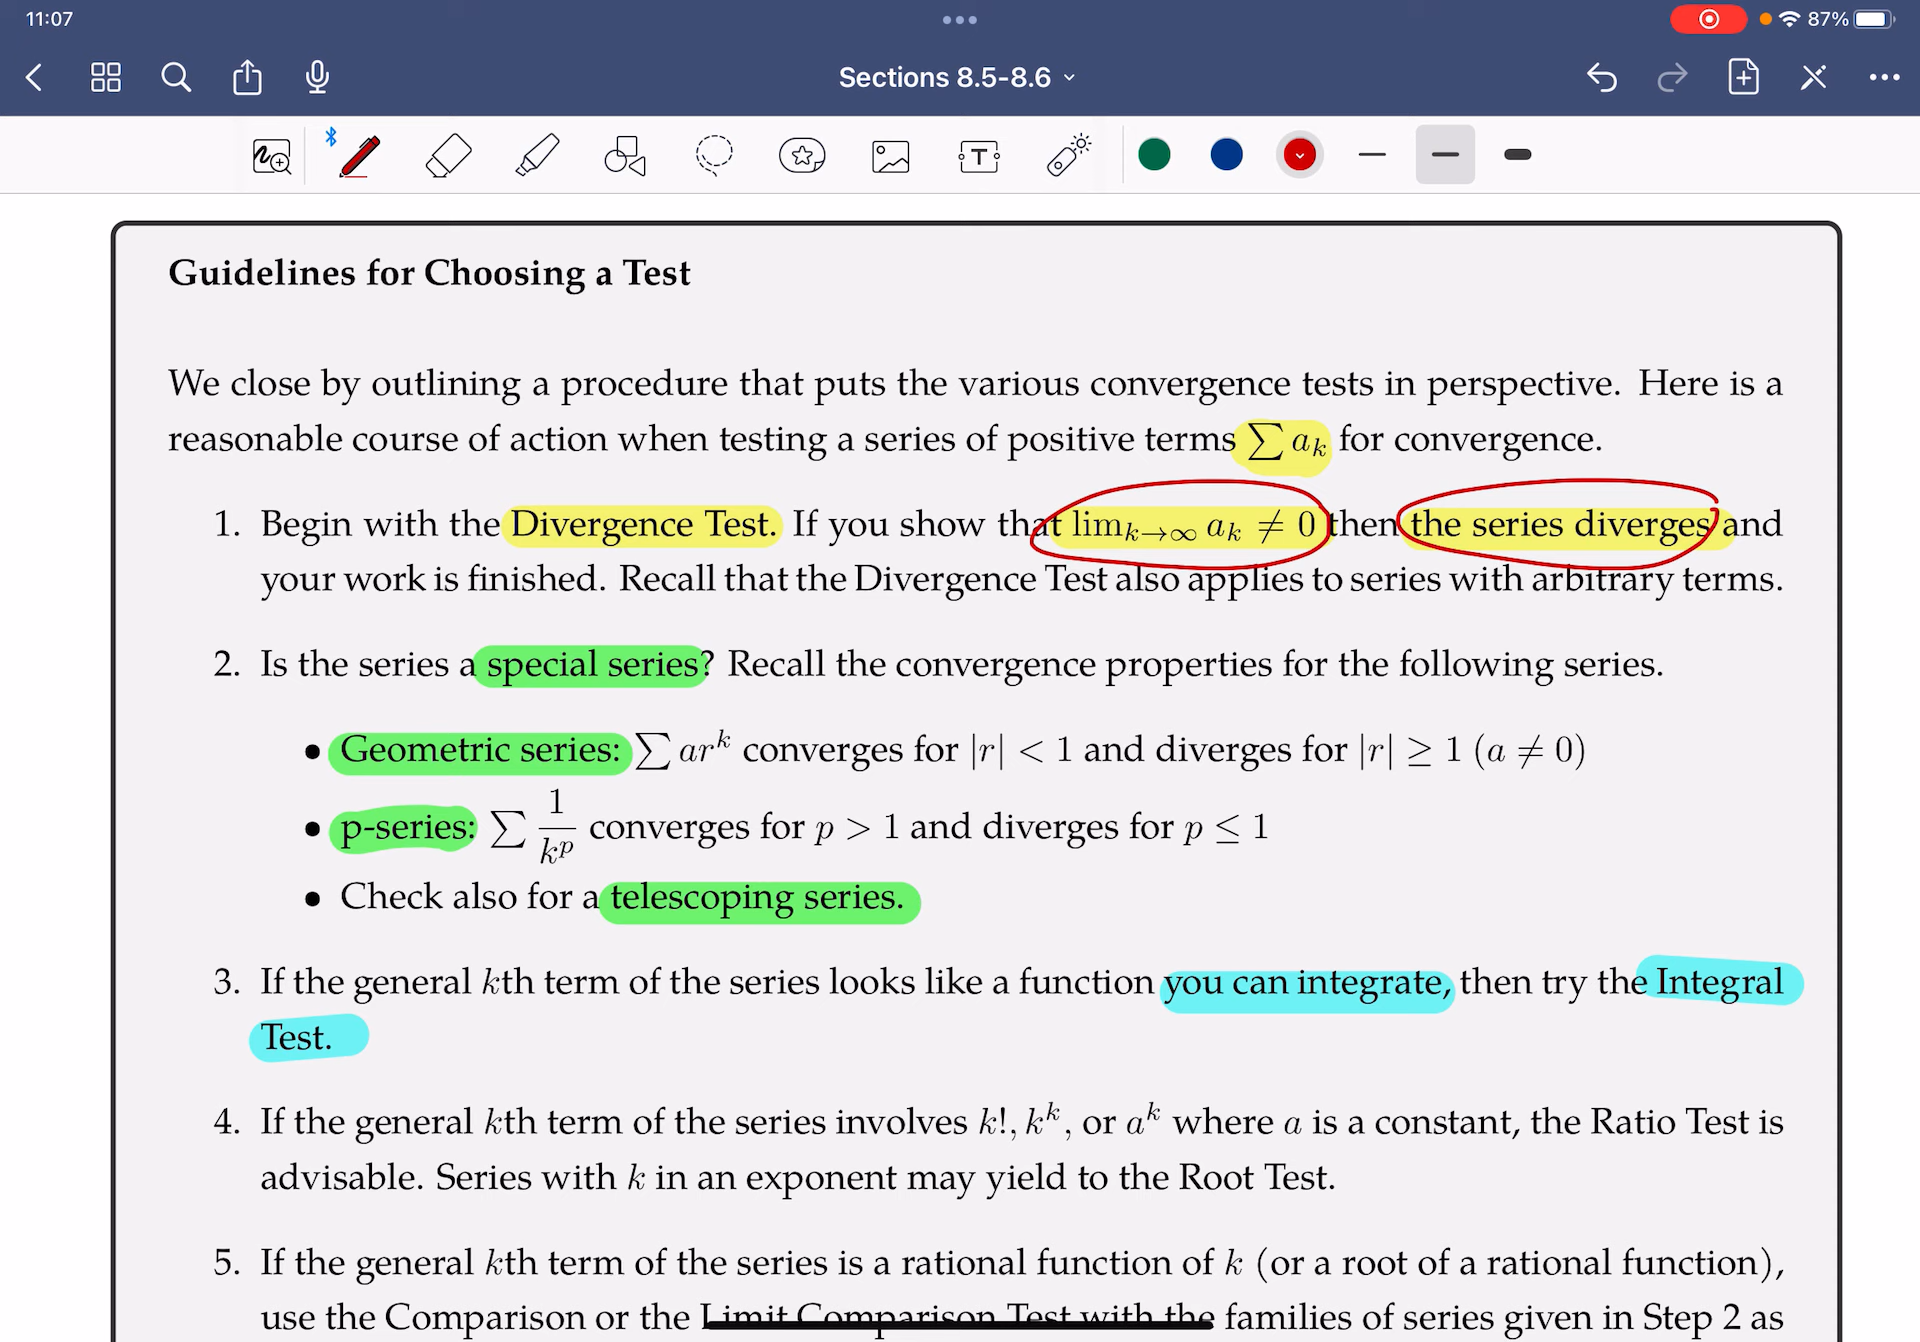 11:07
87%
Sections 8.5-8.6
T
Guidelines for Choosing a Test
We close by outlining a procedure that puts the various convergence tests in perspective. Here is a
reasonable course of action when testing a series of positive terms ∑ aₖ for convergence.
1. Begin with the Divergence Test. If you show that limₖ→∞ aₖ ≠ 0 then the series diverges and
your work is finished. Recall that the Divergence Test also applies to series with arbitrary terms.
2. Is the series a special series? Recall the convergence properties for the following series.
• Geometric series: ∑ arᵏ converges for |r| < 1 and diverges for |r| ≥ 1 (a ≠ 0)
• p-series: ∑ 1/kᵖ converges for p > 1 and diverges for p ≤ 1
• Check also for a telescoping series.
3. If the general kth term of the series looks like a function you can integrate, then try the Integral
Test.
4. If the general kth term of the series involves k!, kᵏ, or aᵏ where a is a constant, the Ratio Test is
advisable. Series with k in an exponent may yield to the Root Test.
5. If the general kth term of the series is a rational function of k (or a root of a rational function),
use the Comparison or the Limit Comparison Test with the families of series given in Step 2 as